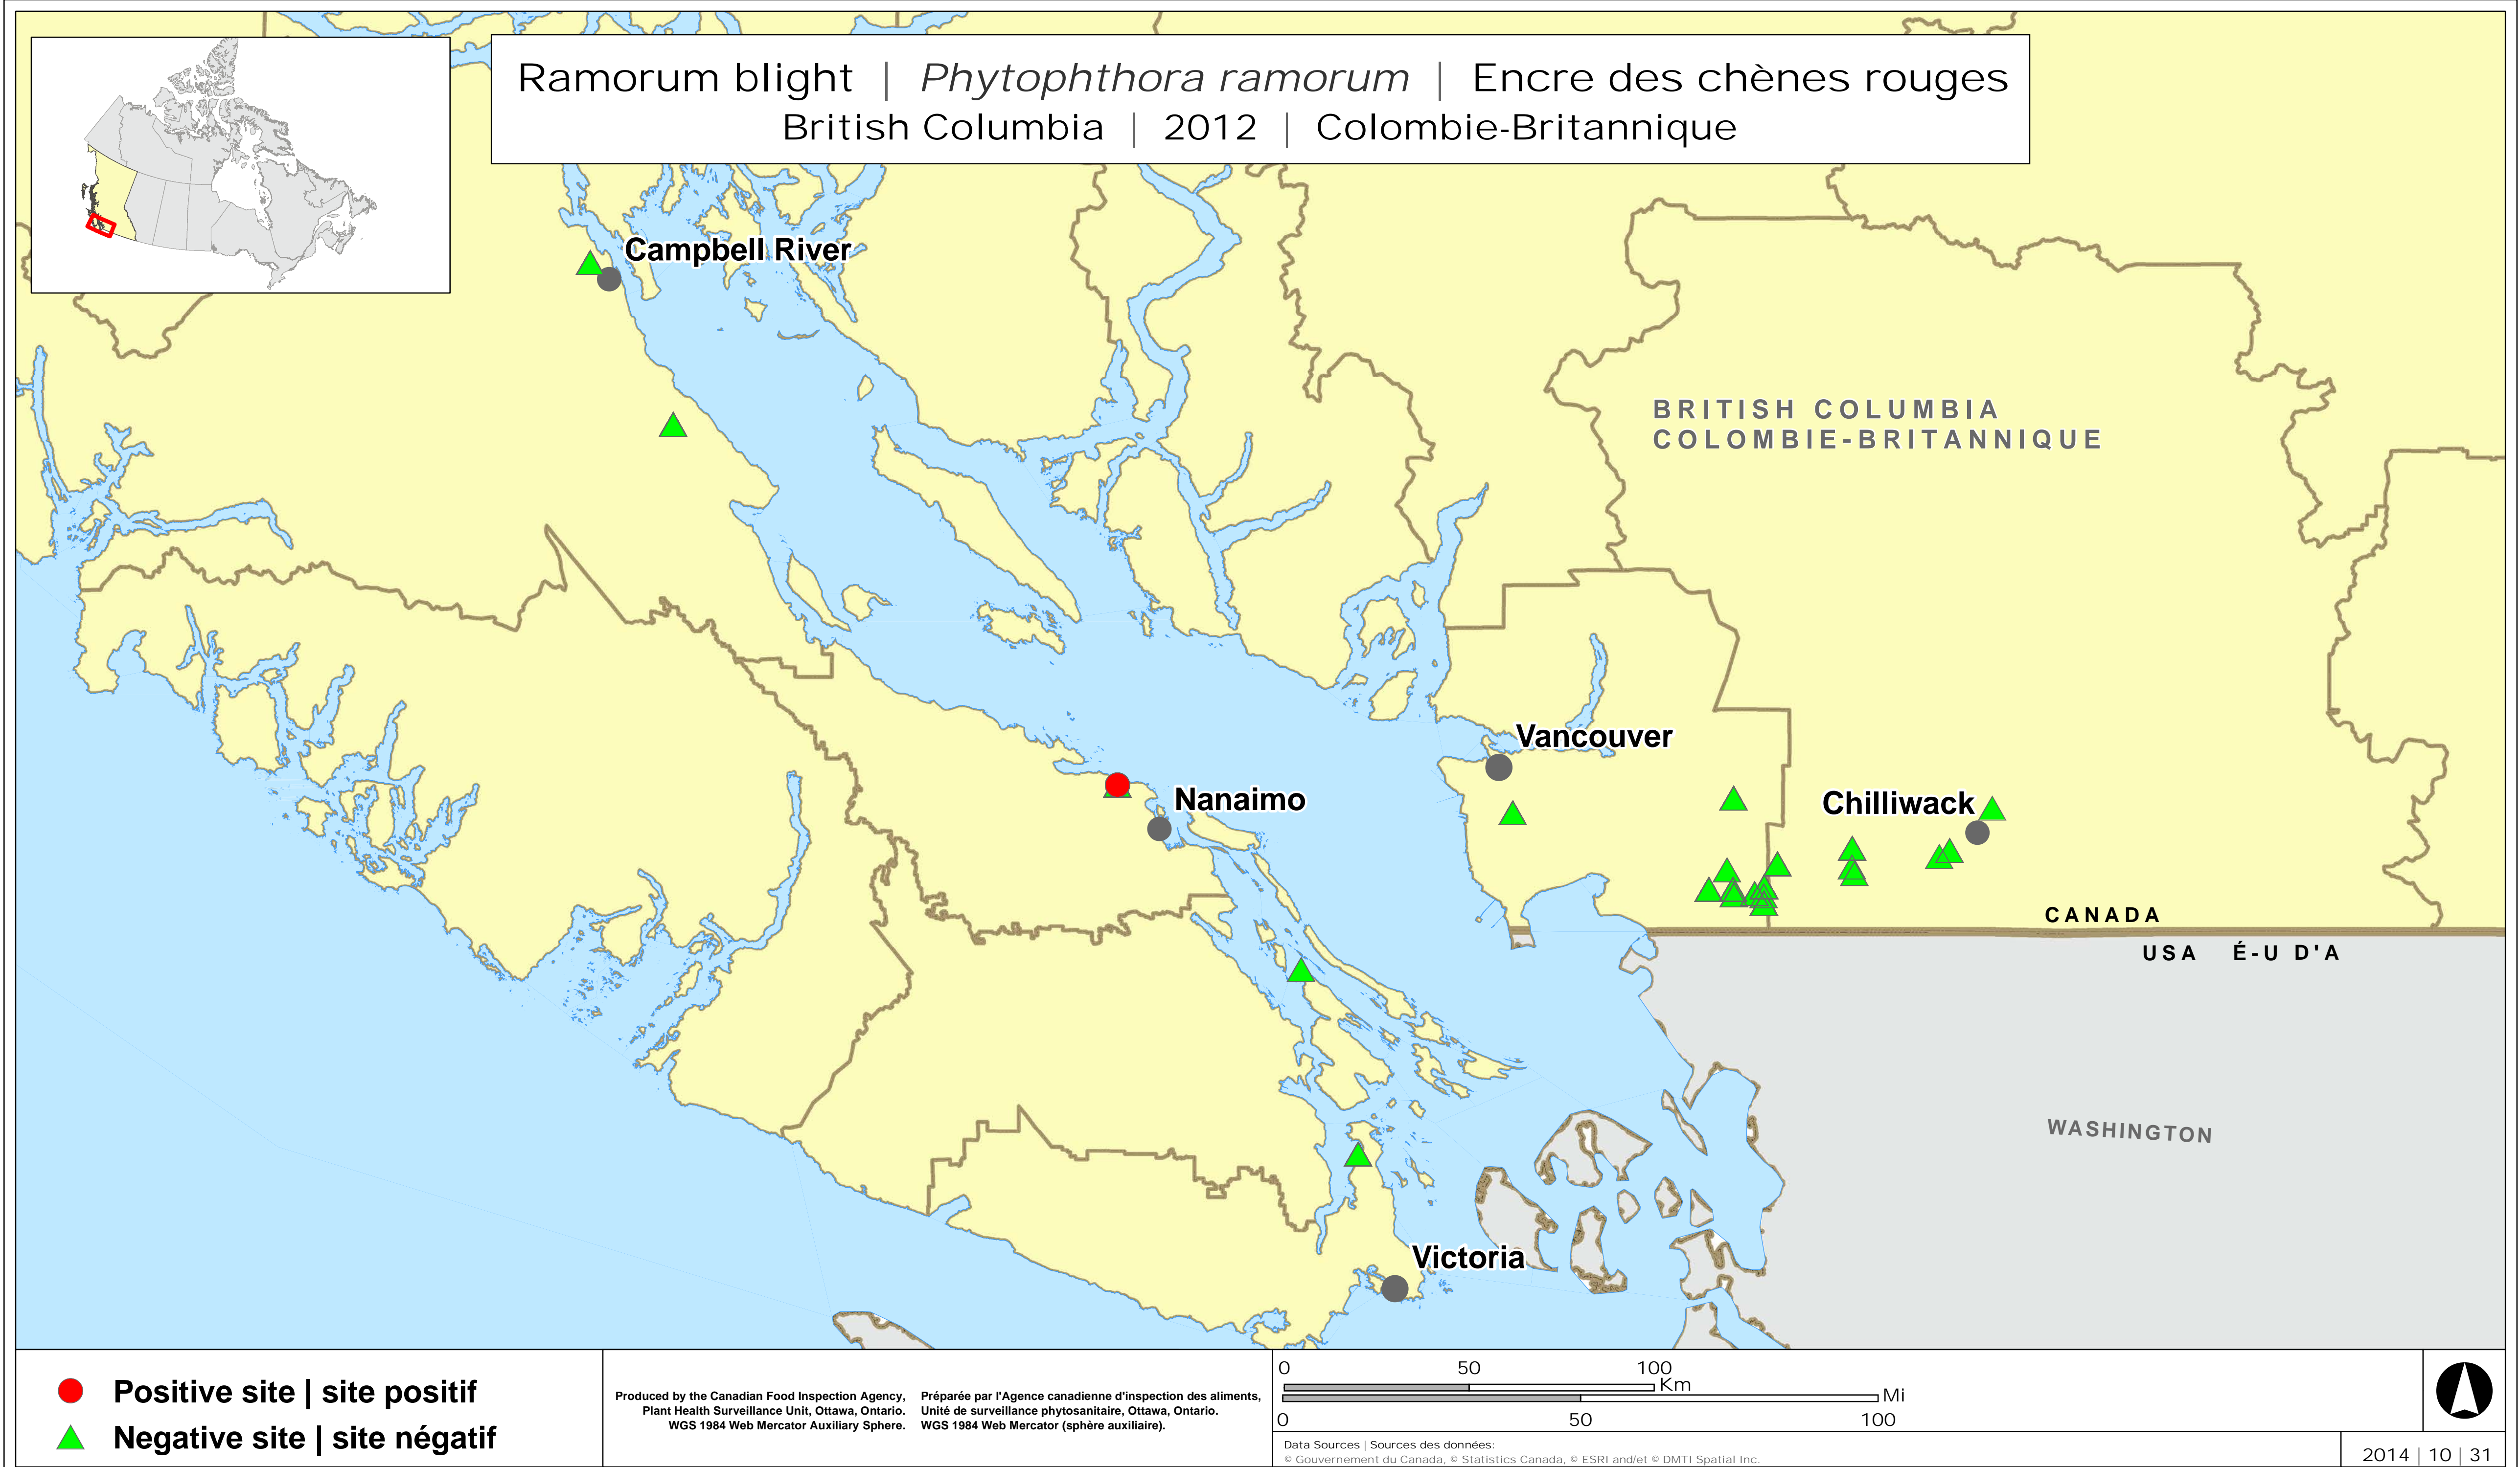 Ramorum blight | Phytophthora ramorum | Encre des chènes rouges
British Columbia | 2012 | Colombie-Britannique
Campbell River
BRITISH COLUMBIA
COLOMBIE-BRITANNIQUE
Vancouver
Nanaimo
Chilliwack
CANADA
USA É-U D'A
WASHINGTON
Victoria
Positive site | site positif
Negative site | site négatif
Produced by the Canadian Food Inspection Agency,
Plant Health Surveillance Unit, Ottawa, Ontario.
WGS 1984 Web Mercator Auxiliary Sphere.
Préparée par l'Agence canadienne d'inspection des aliments,
Unité de surveillance phytosanitaire, Ottawa, Ontario.
WGS 1984 Web Mercator (sphère auxiliaire).
0 50 100
Km
Mi
0 50 100
Data Sources | Sources des données:
© Gouvernement du Canada, © Statistics Canada, © ESRI and/et © DMTI Spatial Inc.
2014 | 10 | 31